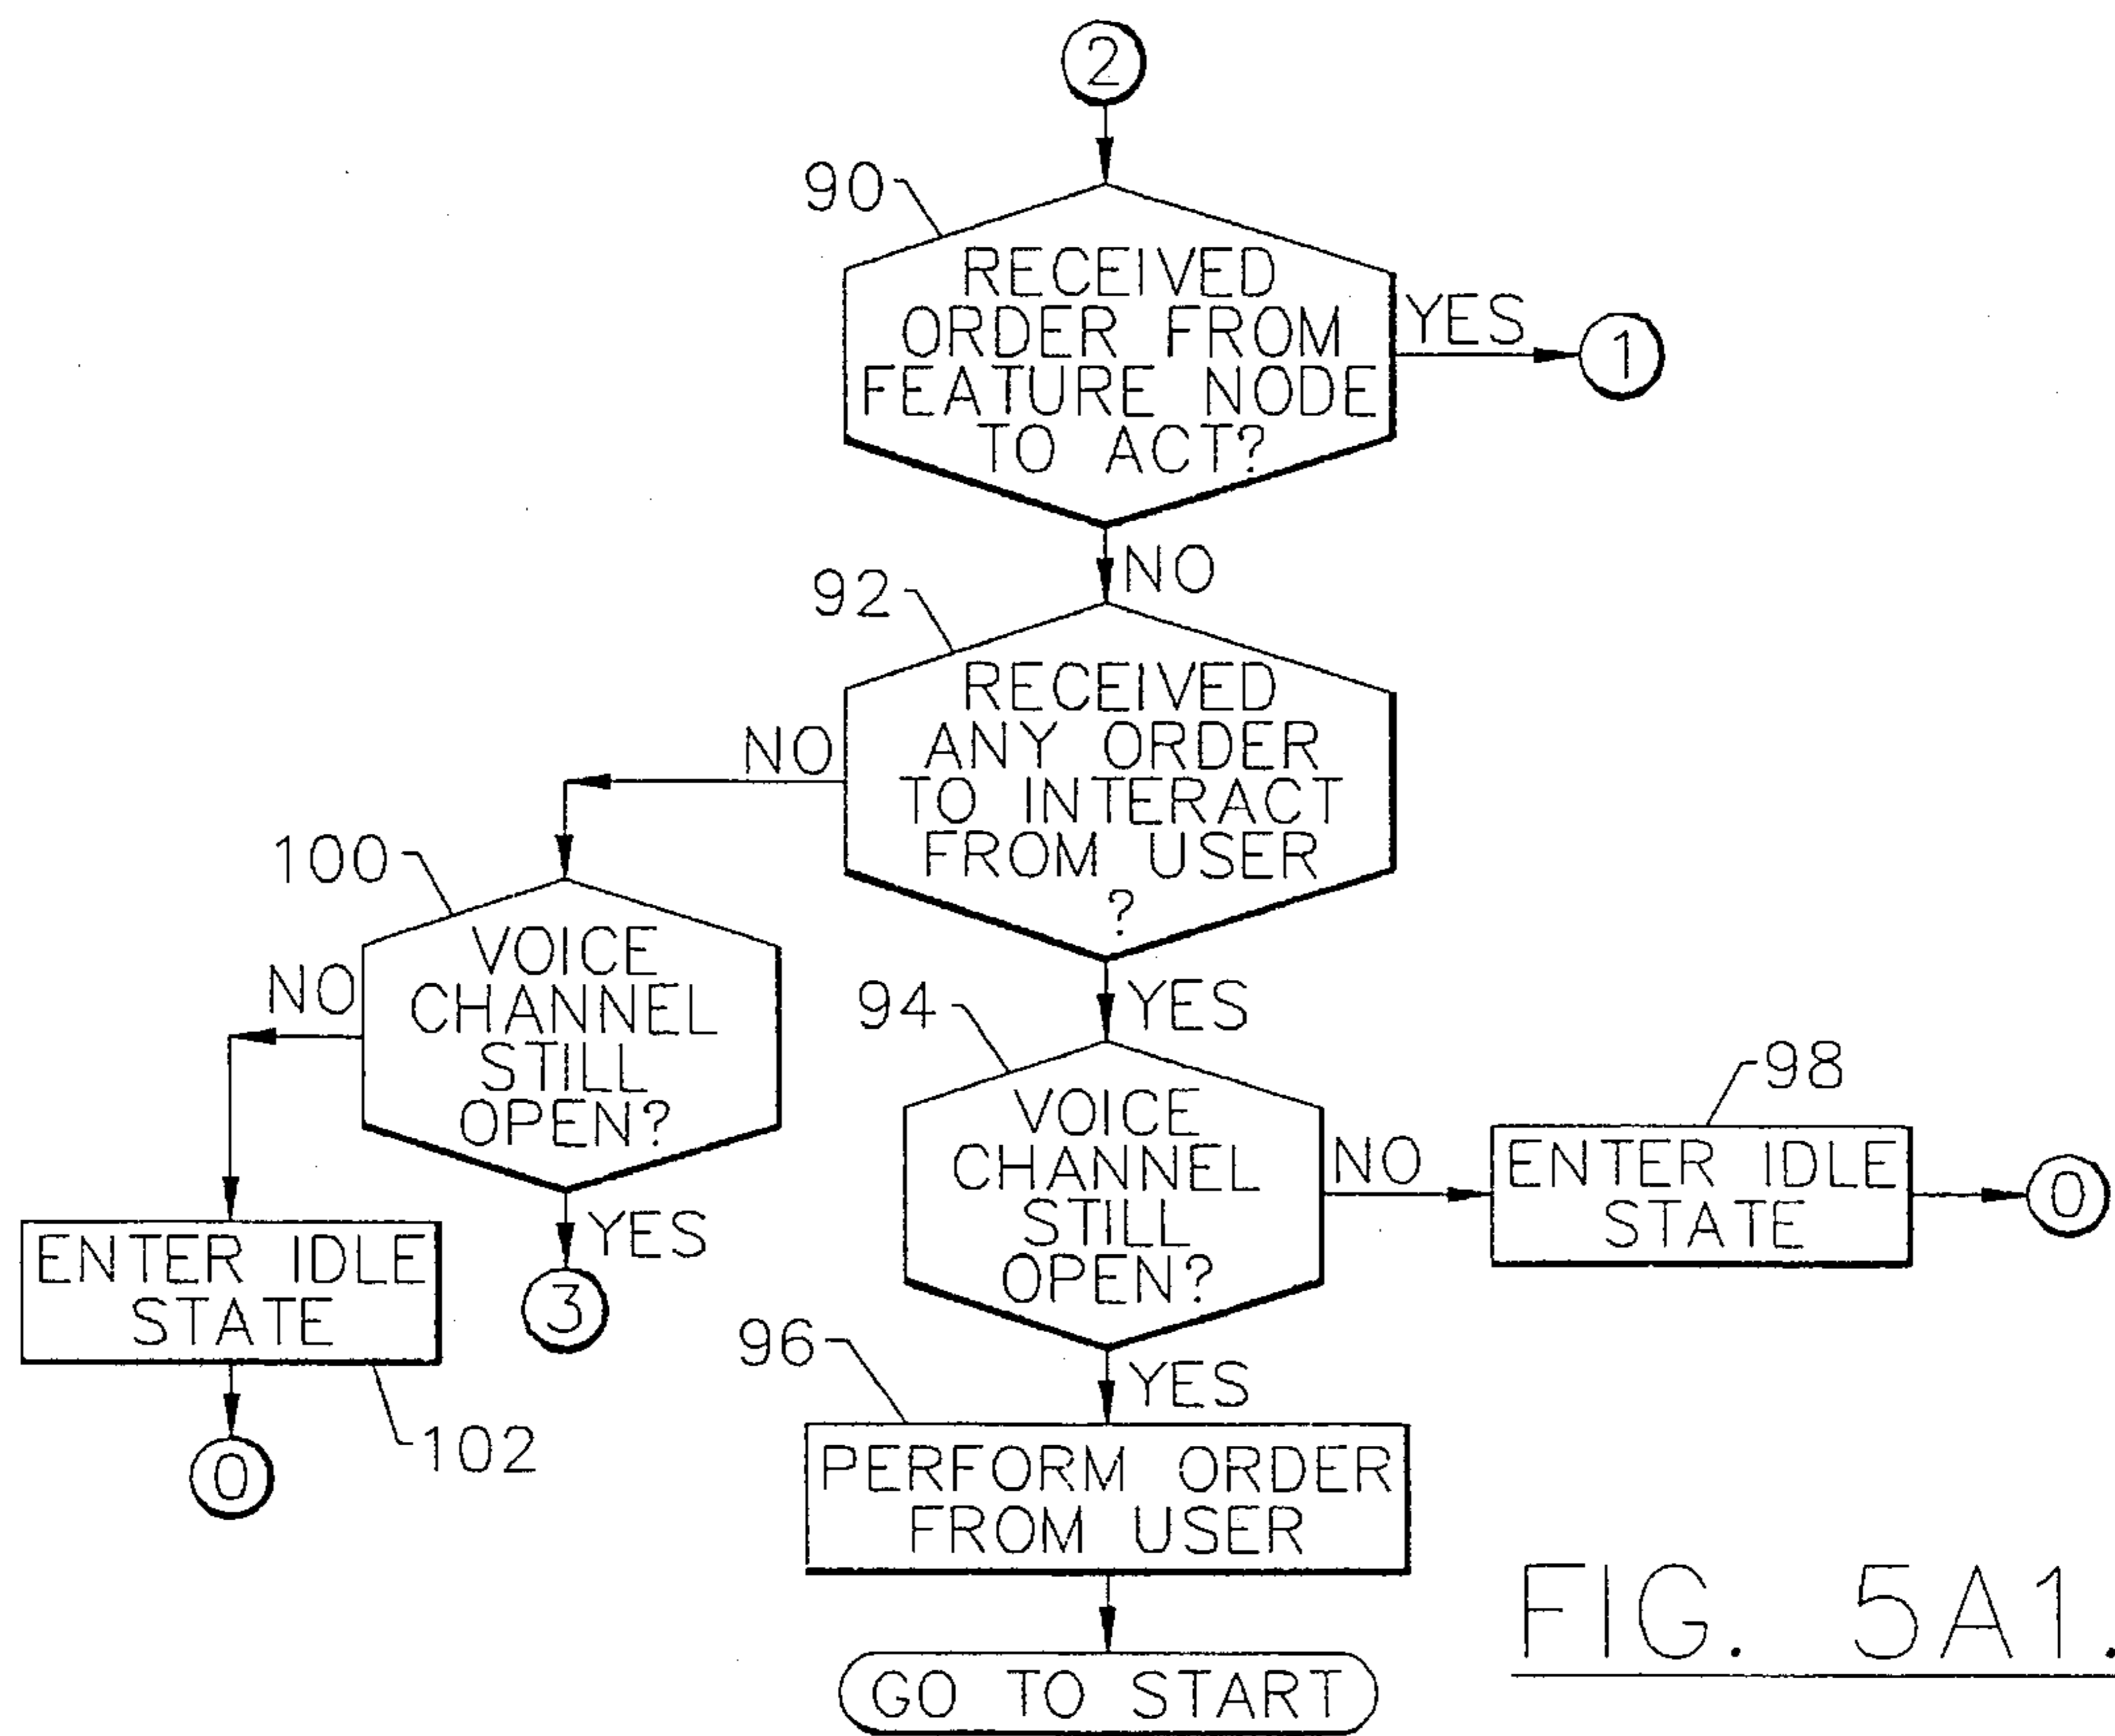 2
90
RECEIVED
ORDER FROM
FEATURE NODE
TO ACT?
YES
1
NO
92
RECEIVED
ANY ORDER
TO INTERACT
FROM USER
?
NO
100
VOICE
CHANNEL
STILL
OPEN?
NO
YES
3
ENTER IDLE
STATE
102
0
YES
94
VOICE
CHANNEL
STILL
OPEN?
NO
98
ENTER IDLE
STATE
0
YES
96
PERFORM ORDER
FROM USER
GO TO START
FIG. 5A1.